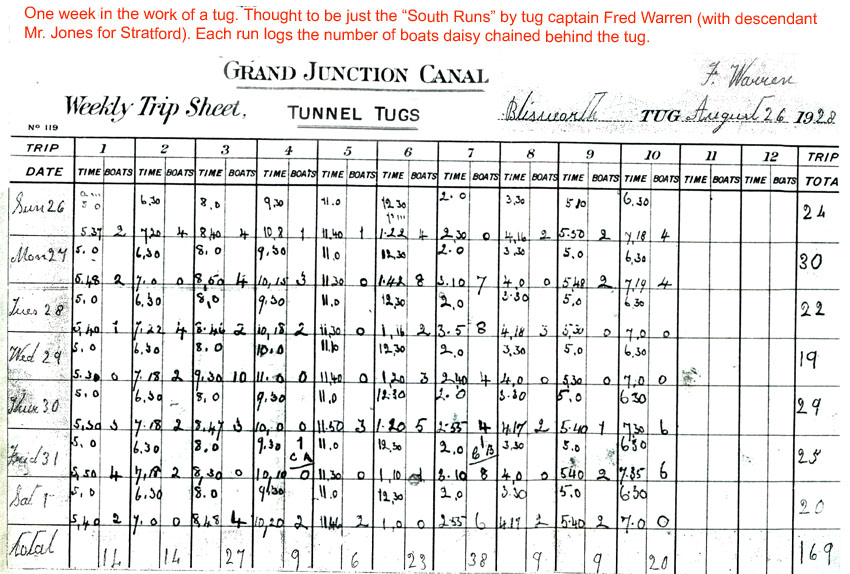 One week in the work of a tug. Thought to be just the “South Runs” by tug captain Fred Warren (with descendant
Mr. Jones for Stratford). Each run logs the number of boats daisy chained behind the tug.
GRAND JUNCTION CANAL
F. Warren
Weekly Trip Sheet, TUNNEL TUGS Blisworth TUG August 26 1928
Nº 119
TRIP 1 2 3 4 5 6 7 8 9 10 11 12 TRIP
DATE TIME BOATS TIME BOATS TIME BOATS TIME BOATS TIME BOATS TIME BOATS TIME BOATS TIME BOATS TIME BOATS TIME BOATS TIME BOATS TIME BOATS TOTA
Sun 26 5 0 6,30 8,0 9,30 11.0 12 30 2.0 3,30 6,30 24
5.37 2 7.20 4 8.40 4 10,8 1 11,40 1 1.22 4 2,30 0 4,16 2 5.50 2 7,18 4
Mon 27 5.0 6,30 8,0 9,30 11.0 12,30 2.0 3 30 5.0 6,30 30
5.48 2 7.0 0 8,50 4 10,15 3 11.30 0 1.42 8 3.10 7 4,0 0 5,48 2 7,19 4
Tues 28 5,0 6,30 8,0 9,30 11.0 12,30 2,0 3.30 5,0 6 30 22
5,40 1 7.22 4 8.46 2 10,18 2 11,30 0 1,16 2 3.5 8 4,18 3 5,30 0 7.0 0
Wed 29 5.0 6,30 8.0 10.0 11.10 12,30 2,0 3,30 5,0 6,30 19
5.30 0 7.18 2 9,30 10 11.0 0 11,40 0 1,20 3 2.40 4 4,0 0 5,30 0 7,0 0
Thur 30 5,0 6,30 8.0 9,30 11,0 12.30 2.0 3.30 5,0 6 30 29
5,50 3 7.18 2 8,47 3 10,0 0 11.50 3 1.20 5 2.55 4 4.17 2 5.40 1 7.30 6
Frid 31 5.0 6.30 8.0 9.30 1 C A 11.0 12,30 2,0 3,30 5.0 6 30 25
5,50 4 7,18 2 8,30 0 10,10 0 11,30 0 1,10 3.10 8 4,0 0 5.40 2 7.35 6
Sat 1 5,0 6,30 8.0 9,30 11.0 12,30 2,0 3.30 5,0 6.30 20
5,40 2 7.0 0 8,48 4 10,20 2 11.46 2 1,0 0 2.55 6 4.17 2 5.40 2 7.0 0
Total 14 14 27 9 6 23 38 9 9 20 169